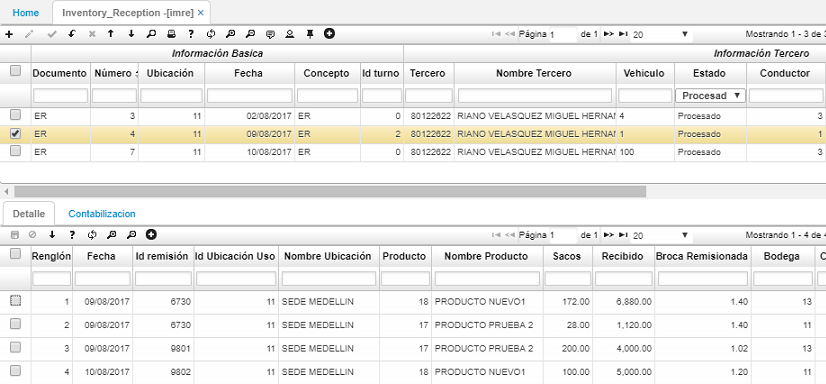 Home Inventory_Reception -[imre] ×
Página 1 de 1 20 Mostrando 1 - 3 de 3
Información Basica Información Tercero
Documento Número Ubicación Fecha Concepto Id turno Tercero Nombre Tercero Vehiculo Estado Conductor
Procesad
ER 3 11 02/08/2017 ER 0 80122622 RIANO VELASQUEZ MIGUEL HERNAN 4 Procesado 3
ER 4 11 09/08/2017 ER 2 80122622 RIANO VELASQUEZ MIGUEL HERNAN 1 Procesado 1
ER 7 11 10/08/2017 ER 0 80122622 RIANO VELASQUEZ MIGUEL HERNAN 100 Procesado 3
Detalle Contabilizacion
Página 1 de 1 20 Mostrando 1 - 4 de 4
Renglón Fecha Id remisión Id Ubicación Uso Nombre Ubicación Producto Nombre Producto Sacos Recibido Broca Remisionada Bodega
1 09/08/2017 6730 11 SEDE MEDELLIN 18 PRODUCTO NUEVO1 172.00 6,880.00 1.40 13
2 09/08/2017 6730 11 SEDE MEDELLIN 17 PRODUCTO PRUEBA 2 28.00 1,120.00 1.40 11
3 09/08/2017 9801 11 SEDE MEDELLIN 17 PRODUCTO PRUEBA 2 200.00 4,000.00 1.02 13
4 10/08/2017 9802 11 SEDE MEDELLIN 18 PRODUCTO NUEVO1 100.00 5,000.00 1.20 11